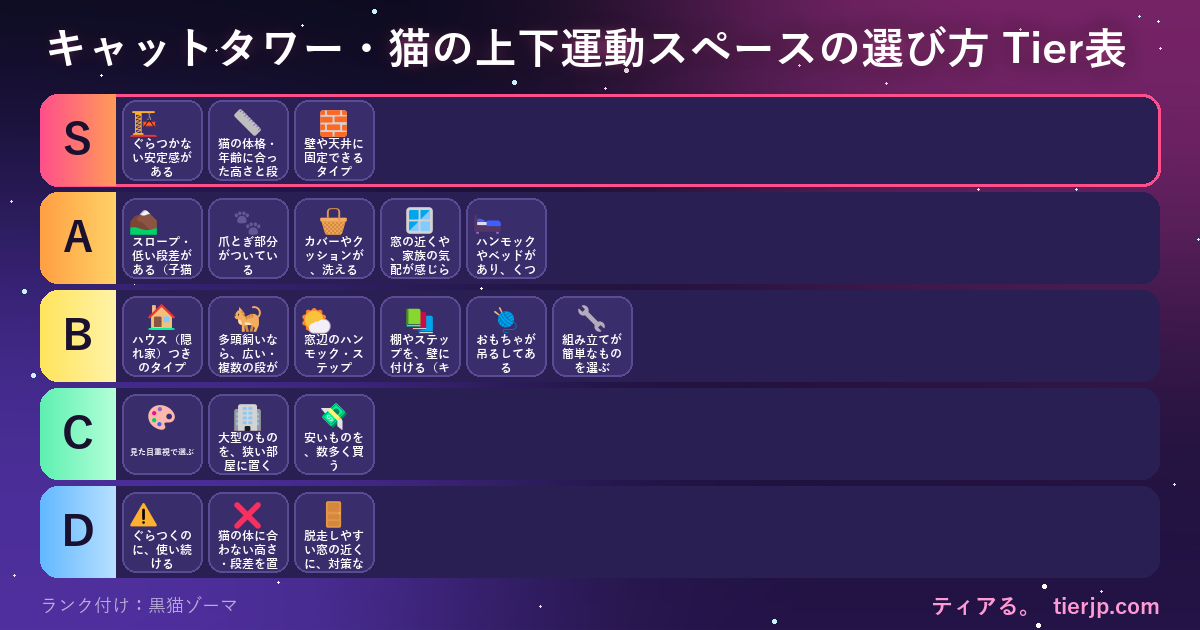 キャットタワー・猫の上下運動スペースの選び方 Tier表
S
ぐらつかな
い安定感が
ある
猫の体格・
年齢に合っ
た高さと段
壁や天井に
固定できる
タイプ
A
スロープ・
低い段差が
ある（子猫
爪とぎ部分
がついてい
る
カバーやク
ッションが
、洗える
窓の近くや
、家族の気
配が感じら
ハンモック
やベッドが
あり、くつ
B
ハウス（隠
れ家）つき
のタイプ
多頭飼いな
ら、広い・
複数の段が
窓辺のハン
モック・ス
テップ
棚やステッ
プを、壁に
付ける（キ
おもちゃが
吊るしてあ
る
組み立てが
簡単なもの
を選ぶ
C
見た目重視で選ぶ
大型のもの
を、狭い部
屋に置く
安いものを
、数多く買
う
D
ぐらつくの
に、使い続
ける
猫の体に合
わない高さ
・段差を置
脱走しやす
い窓の近く
に、対策な
ランク付け：黒猫ゾーマ
ティアる。 tierjp.com